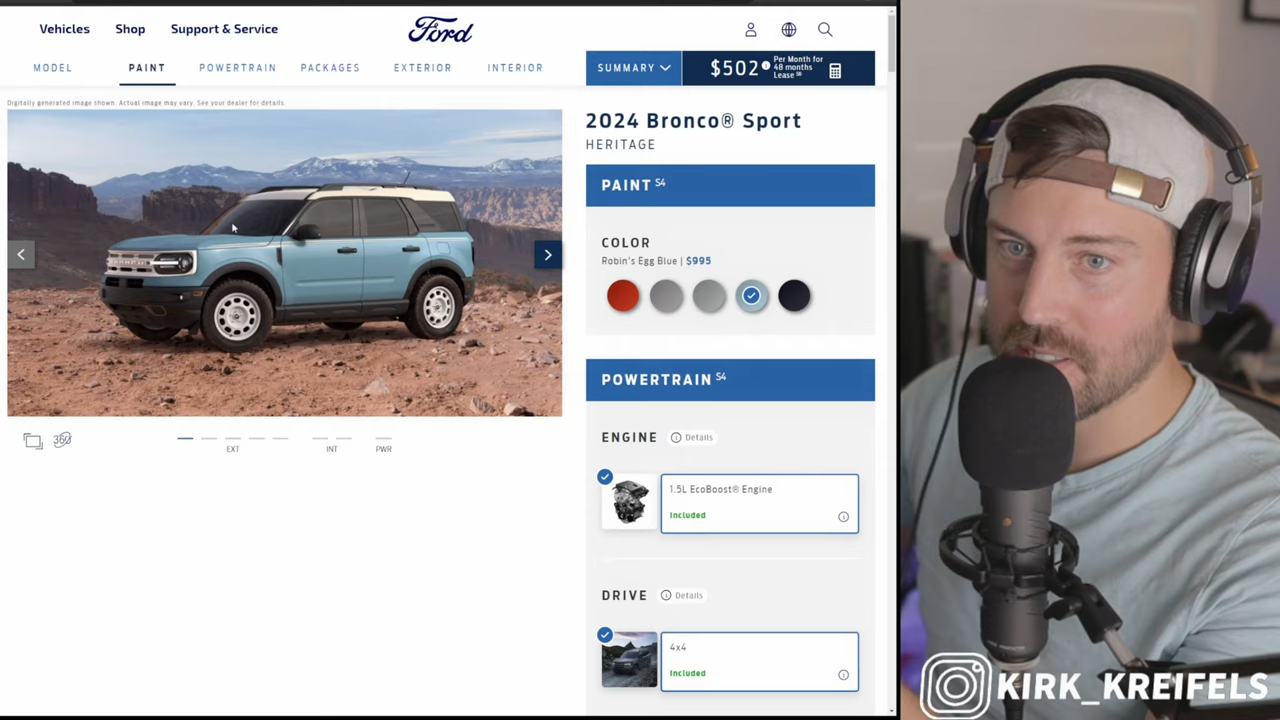 Vehicles Shop Support & Service
Ford
MODEL PAINT POWERTRAIN PACKAGES EXTERIOR INTERIOR
SUMMARY
$502
Per Month for
48 months
Lease
Digitally generated image shown. Actual image may vary. See your dealer for details.
360
EXT INT PWR
2024 Bronco® Sport
HERITAGE
PAINT S4
COLOR
Robin's Egg Blue | $995
POWERTRAIN S4
ENGINE Details
1.5L EcoBoost® Engine
Included
DRIVE Details
4x4
Included
KIRK_KREIFELS